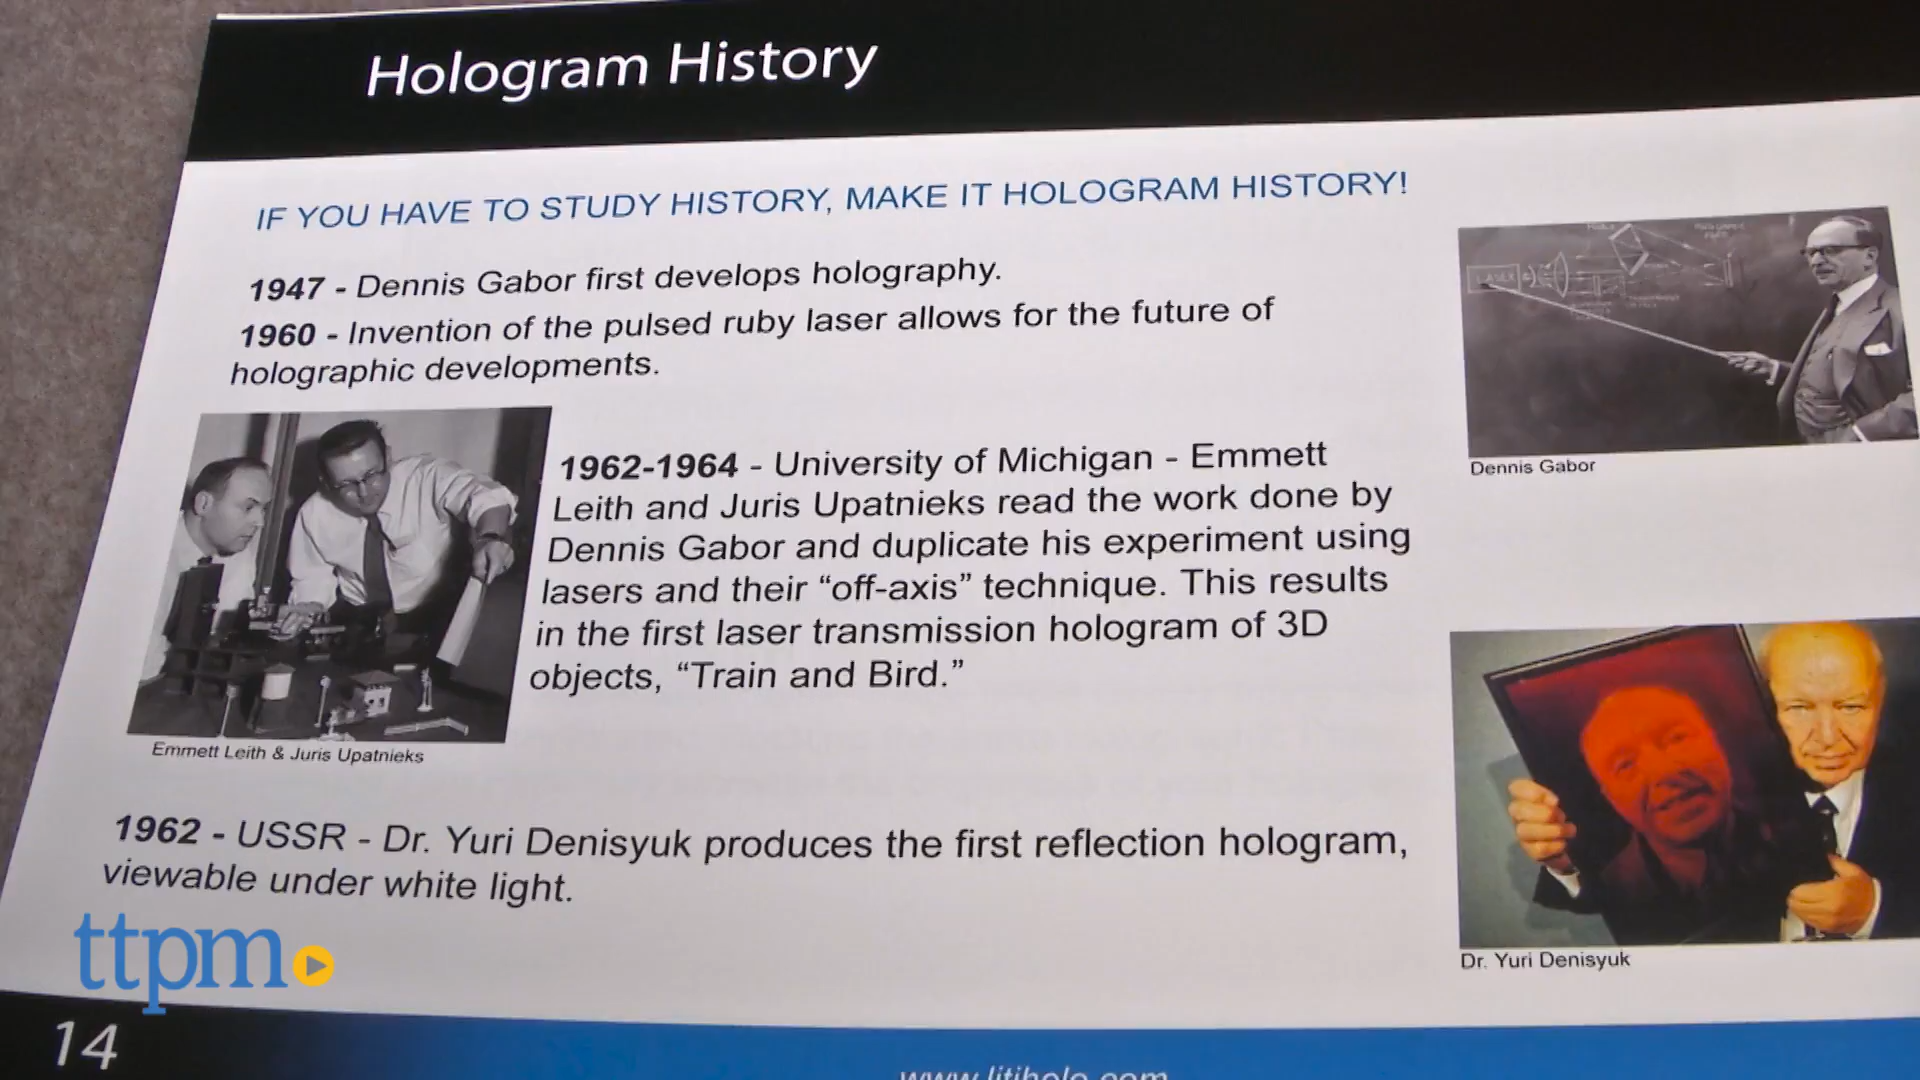 Hologram History
IF YOU HAVE TO STUDY HISTORY, MAKE IT HOLOGRAM HISTORY!
1947 - Dennis Gabor first develops holography.
1960 - Invention of the pulsed ruby laser allows for the future of
holographic developments.
LASER
Dennis Gabor
1962-1964 - University of Michigan - Emmett
Leith and Juris Upatnieks read the work done by
Dennis Gabor and duplicate his experiment using
lasers and their “off-axis” technique. This results
in the first laser transmission hologram of 3D
objects, “Train and Bird.”
Emmett Leith & Juris Upatnieks
1962 - USSR - Dr. Yuri Denisyuk produces the first reflection hologram,
viewable under white light.
Dr. Yuri Denisyuk
ttpm
14
www.litiholo.com